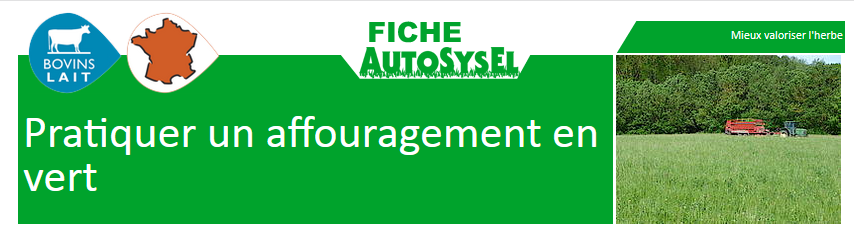 BOVINS
LAIT
FICHE
AUTOSYSEL
Mieux valoriser l'herbe
Pratiquer un affouragement en
vert